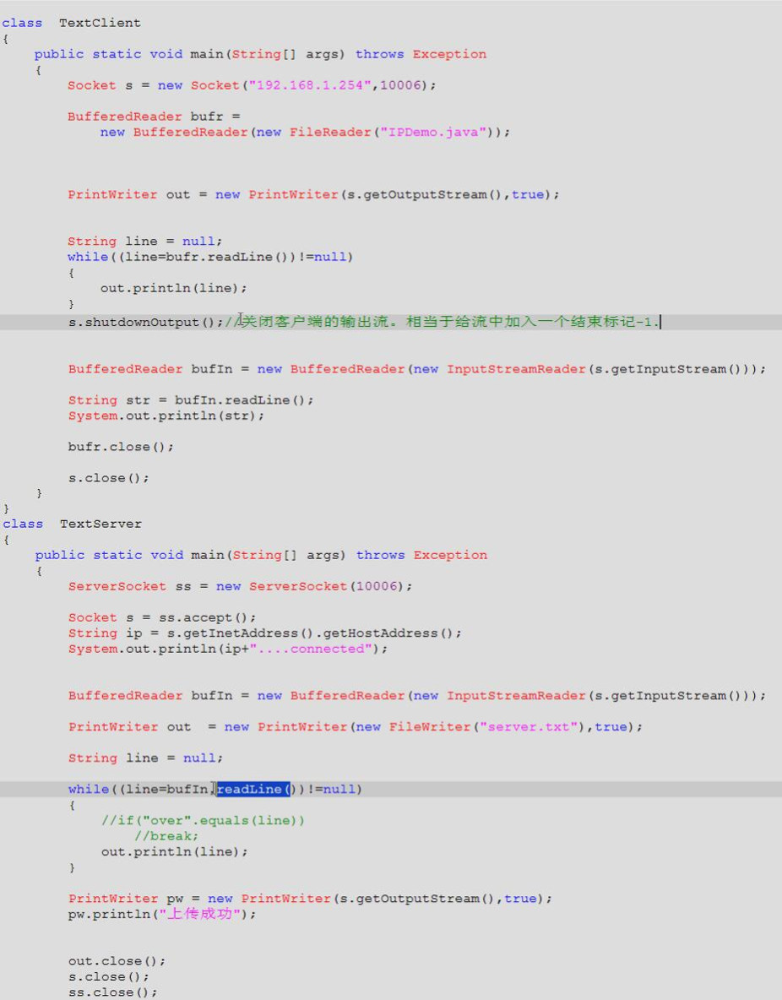 class  TextClient
{
    public static void main(String[] args) throws Exception
    {
        Socket s = new Socket("192.168.1.254",10006);
        BufferedReader bufr =
            new BufferedReader(new FileReader("IPDemo.java"));
        PrintWriter out = new PrintWriter(s.getOutputStream(),true);
        String line = null;
        while((line=bufr.readLine())!=null)
        {
            out.println(line);
        }
        s.shutdownOutput();//关闭客户端的输出流。相当于给流中加入一个结束标记-1.
        BufferedReader bufIn = new BufferedReader(new InputStreamReader(s.getInputStream()));
        String str = bufIn.readLine();
        System.out.println(str);
        bufr.close();
        s.close();
    }
}
class  TextServer
{
    public static void main(String[] args) throws Exception
    {
        ServerSocket ss = new ServerSocket(10006);
        Socket s = ss.accept();
        String ip = s.getInetAddress().getHostAddress();
        System.out.println(ip+"....connected");
        BufferedReader bufIn = new BufferedReader(new InputStreamReader(s.getInputStream()));
        PrintWriter out  = new PrintWriter(new FileWriter("server.txt"),true);
        String line = null;
        while((line=bufIn.readLine())!=null)
        {
            //if("over".equals(line))
                //break;
            out.println(line);
        }
        PrintWriter pw = new PrintWriter(s.getOutputStream(),true);
        pw.println("上传成功");
        out.close();
        s.close();
        ss.close();